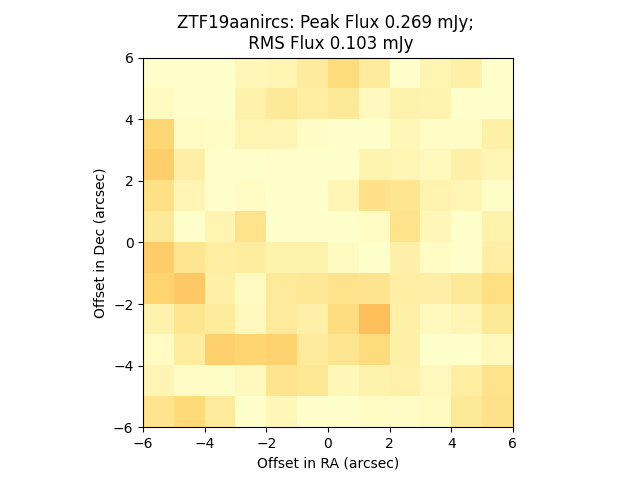 ZTF19aanircs: Peak Flux 0.269 mJy;
RMS Flux 0.103 mJy
6
4
2
0
−2
−4
−6
Offset in Dec (arcsec)
−6 −4 −2 0 2 4 6
Offset in RA (arcsec)